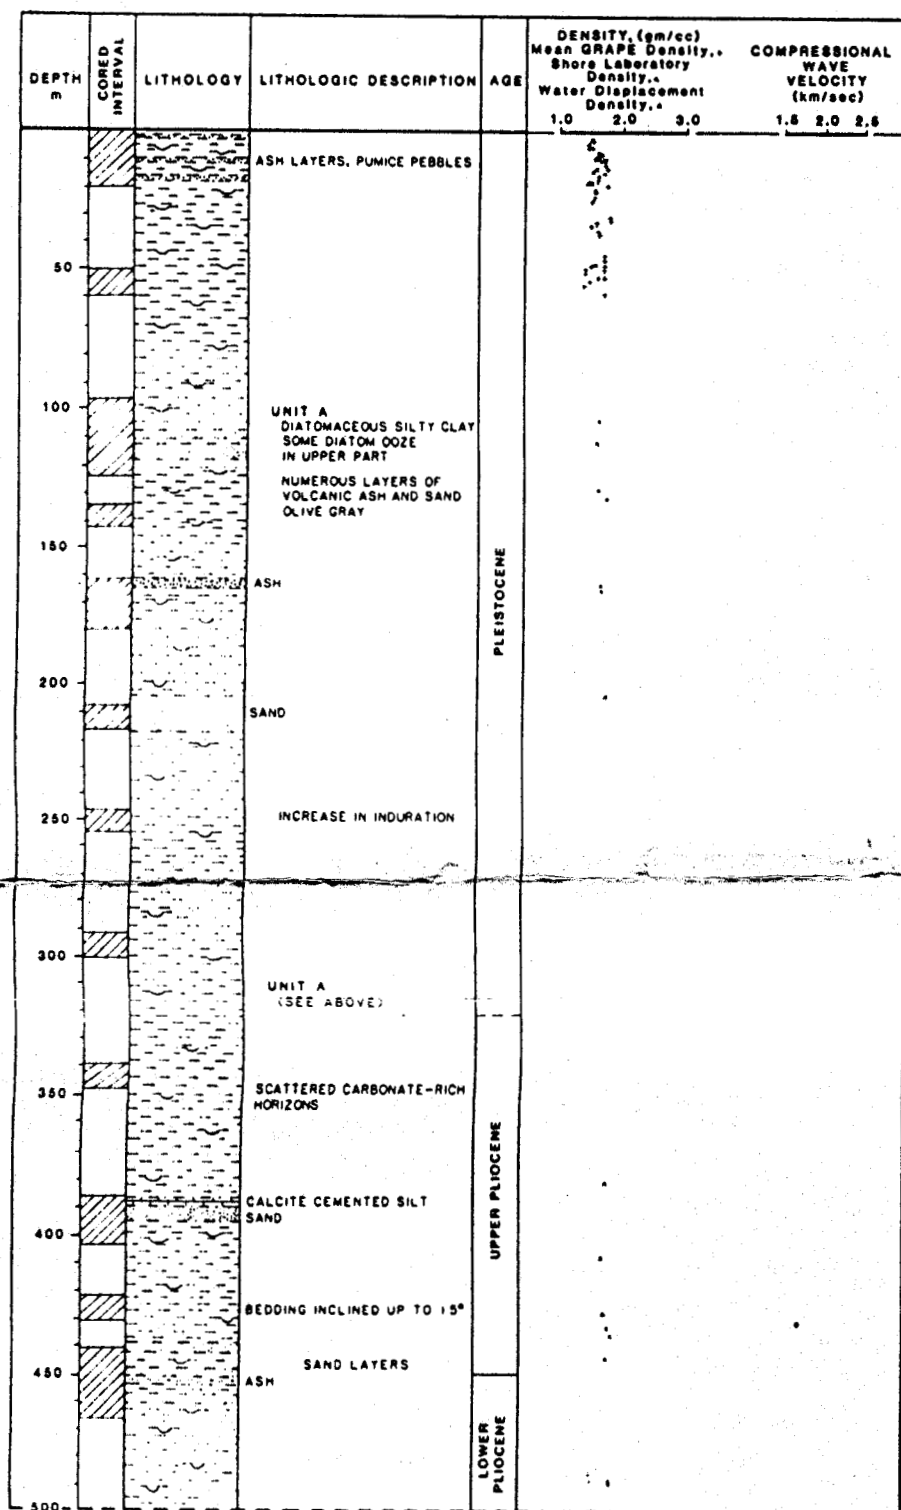 DEPTH
m
CORED
INTERVAL
LITHOLOGY
LITHOLOGIC DESCRIPTION
AGE
DENSITY, (gm/cc)
Mean GRAPE Density,
Shore Laboratory
Density,
Water Displacement
Density,
1.0 2.0 3.0
COMPRESSIONAL
WAVE
VELOCITY
(km/sec)
1.5 2.0 2.5
ASH LAYERS, PUMICE PEBBLES
50
100
UNIT A
DIATOMACEOUS SILTY CLAY
SOME DIATOM OOZE
IN UPPER PART
NUMEROUS LAYERS OF
VOLCANIC ASH AND SAND
OLIVE GRAY
150
ASH
PLEISTOCENE
200
SAND
250
INCREASE IN INDURATION
300
UNIT A
(SEE ABOVE)
350
SCATTERED CARBONATE-RICH
HORIZONS
UPPER PLIOCENE
CALCITE CEMENTED SILT
SAND
400
BEDDING INCLINED UP TO 15°
SAND LAYERS
450
ASH
LOWER
PLIOCENE
500